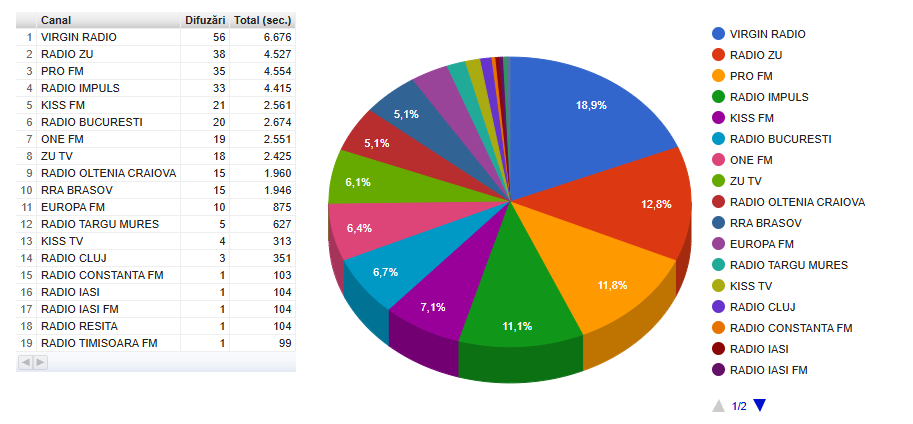 Canal Difuzări Total (sec.)
1 VIRGIN RADIO 56 6.676
2 RADIO ZU 38 4.527
3 PRO FM 35 4.554
4 RADIO IMPULS 33 4.415
5 KISS FM 21 2.561
6 RADIO BUCURESTI 20 2.674
7 ONE FM 19 2.551
8 ZU TV 18 2.425
9 RADIO OLTENIA CRAIOVA 15 1.960
10 RRA BRASOV 15 1.946
11 EUROPA FM 10 875
12 RADIO TARGU MURES 5 627
13 KISS TV 4 313
14 RADIO CLUJ 3 351
15 RADIO CONSTANTA FM 1 103
16 RADIO IASI 1 104
17 RADIO IASI FM 1 104
18 RADIO RESITA 1 104
19 RADIO TIMISOARA FM 1 99
18,9%
12,8%
11,8%
11,1%
7,1%
6,7%
6,4%
6,1%
5,1%
5,1%
VIRGIN RADIO
RADIO ZU
PRO FM
RADIO IMPULS
KISS FM
RADIO BUCURESTI
ONE FM
ZU TV
RADIO OLTENIA CRAIOVA
RRA BRASOV
EUROPA FM
RADIO TARGU MURES
KISS TV
RADIO CLUJ
RADIO CONSTANTA FM
RADIO IASI
RADIO IASI FM
1/2